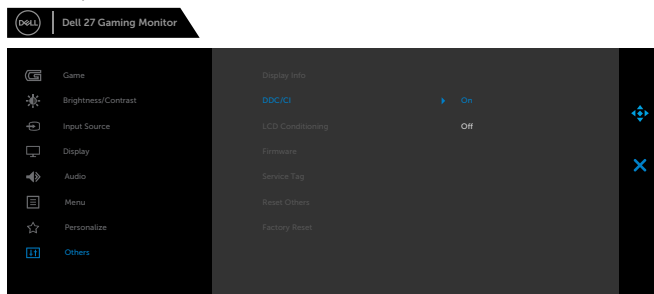 DELL
Dell 27 Gaming Monitor
Game
Display Info
Brightness/Contrast
DDC/CI
On
Input Source
LCD Conditioning
Off
Display
Firmware
Audio
Service Tag
Menu
Reset Others
Personalize
Factory Reset
Others